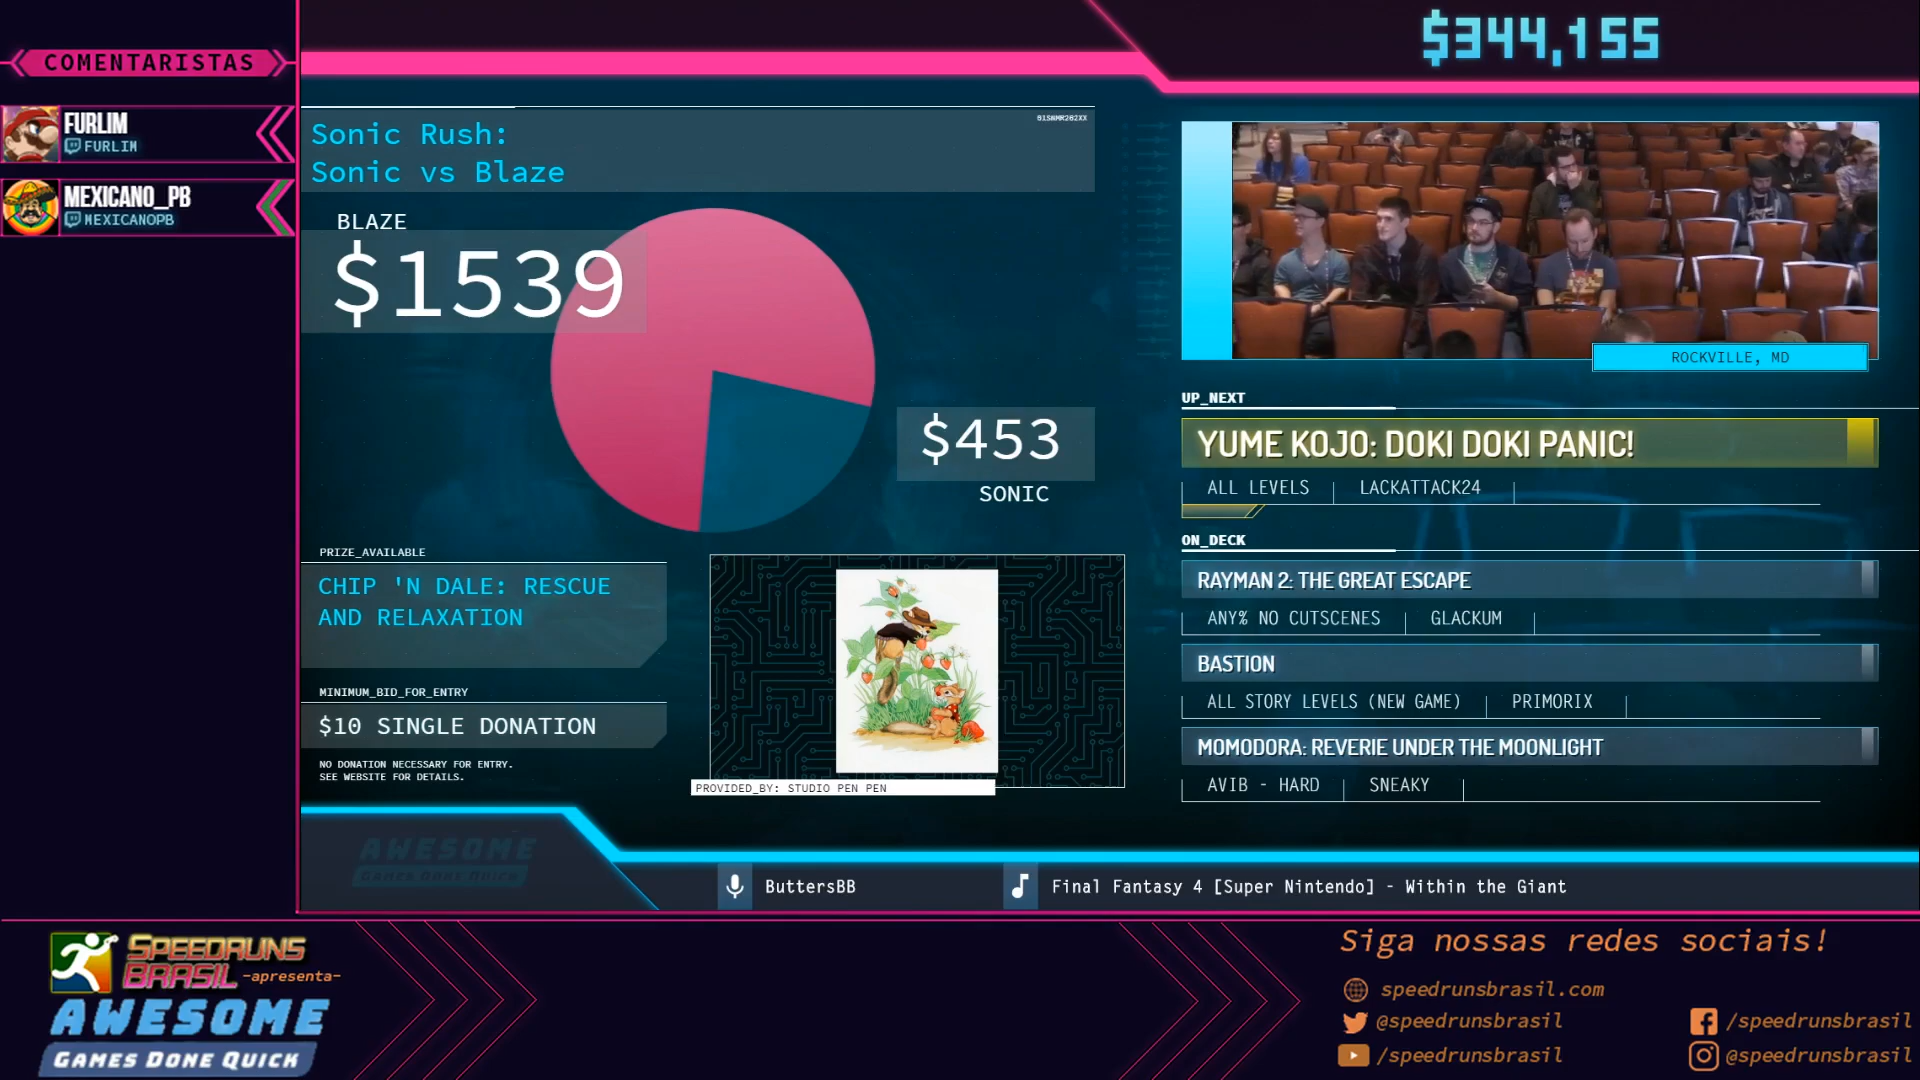 COMENTARISTAS
FURLIM
FURLIM
MEXICANO_PB
MEXICANOPB
$344,155
Sonic Rush:
Sonic vs Blaze
BLAZE
$1539
$453
SONIC
PRIZE_AVAILABLE
CHIP 'N DALE: RESCUE
AND RELAXATION
MINIMUM_BID_FOR_ENTRY
$10 SINGLE DONATION
NO DONATION NECESSARY FOR ENTRY.
SEE WEBSITE FOR DETAILS.
PROVIDED_BY: STUDIO PEN PEN
ROCKVILLE, MD
UP_NEXT
YUME KOJO: DOKI DOKI PANIC!
ALL LEVELS
LACKATTACK24
ON_DECK
RAYMAN 2: THE GREAT ESCAPE
ANY% NO CUTSCENES
GLACKUM
BASTION
ALL STORY LEVELS (NEW GAME)
PRIMORIX
MOMODORA: REVERIE UNDER THE MOONLIGHT
AVIB - HARD
SNEAKY
AWESOME
GAMES DONE QUICK
ButtersBB
Final Fantasy 4 [Super Nintendo] - Within the Giant
SPEEDRUNS
BRASIL -apresenta-
AWESOME
GAMES DONE QUICK
Siga nossas redes sociais!
speedrunsbrasil.com
@speedrunsbrasil
/speedrunsbrasil
/speedrunsbrasil
@speedrunsbrasil